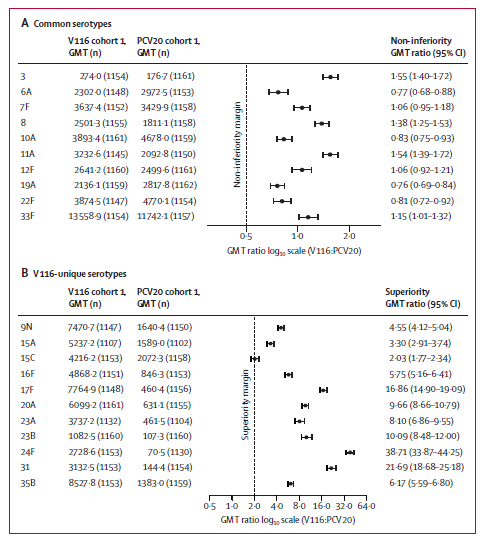 A Common serotypes
V116 cohort 1, GMT (n) PCV20 cohort 1, GMT (n) Non-inferiority GMT ratio (95% CI)
3 274·0 (1154) 176·7 (1161) 1·55 (1·40–1·72)
6A 2302·0 (1148) 2972·5 (1153) 0·77 (0·68–0·88)
7F 3637·4 (1152) 3429·9 (1158) 1·06 (0·95–1·18)
8 2501·3 (1155) 1811·1 (1158) 1·38 (1·25–1·53)
10A 3893·4 (1161) 4678·0 (1159) 0·83 (0·75–0·93)
11A 3232·6 (1145) 2092·8 (1150) 1·54 (1·39–1·72)
12F 2641·2 (1160) 2499·6 (1161) 1·06 (0·92–1·21)
19A 2136·1 (1159) 2817·8 (1162) 0·76 (0·69–0·84)
22F 3874·5 (1147) 4770·1 (1154) 0·81 (0·72–0·92)
33F 13 558·9 (1154) 11 742·1 (1157) 1·15 (1·01–1·32)
Non-inferiority margin
0·5 1·0 2·0
GMT ratio log10 scale (V116:PCV20)
B V116-unique serotypes
V116 cohort 1, GMT (n) PCV20 cohort 1, GMT (n) Superiority GMT ratio (95% CI)
9N 7470·7 (1147) 1640·4 (1150) 4·55 (4·12–5·04)
15A 5237·2 (1107) 1589·0 (1102) 3·30 (2·91–3·74)
15C 4216·2 (1153) 2072·3 (1158) 2·03 (1·77–2·34)
16F 4868·2 (1151) 846·3 (1153) 5·75 (5·16–6·41)
17F 7764·9 (1148) 460·4 (1156) 16·86 (14·90–19·09)
20A 6099·2 (1161) 631·1 (1155) 9·66 (8·66–10·79)
23A 3737·2 (1132) 461·5 (1104) 8·10 (6·86–9·55)
23B 1082·5 (1160) 107·3 (1160) 10·09 (8·48–12·00)
24F 2728·6 (1153) 70·5 (1130) 38·71 (33·87–44·25)
31 3132·5 (1153) 144·4 (1154) 21·69 (18·68–25·18)
35B 8527·8 (1153) 1383·0 (1159) 6·17 (5·59–6·80)
Superiority margin
0·5 1·0 2·0 4·0 8·0 16·0 32·0 64·0
GMT ratio log10 scale (V116:PCV20)